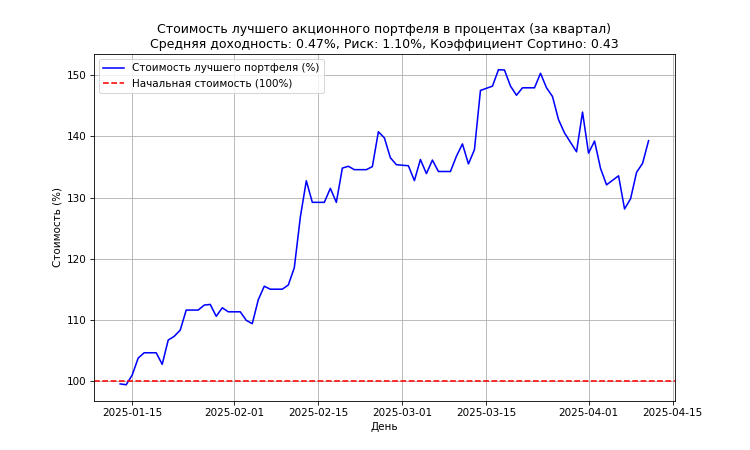 Стоимость лучшего акционного портфеля в процентах (за квартал)
Средняя доходность: 0.47%, Риск: 1.10%, Коэффициент Сортино: 0.43
Стоимость лучшего портфеля (%)
Начальная стоимость (100%)
Стоимость (%)
150
140
130
120
110
100
2025-01-15 2025-02-01 2025-02-15 2025-03-01 2025-03-15 2025-04-01 2025-04-15
День